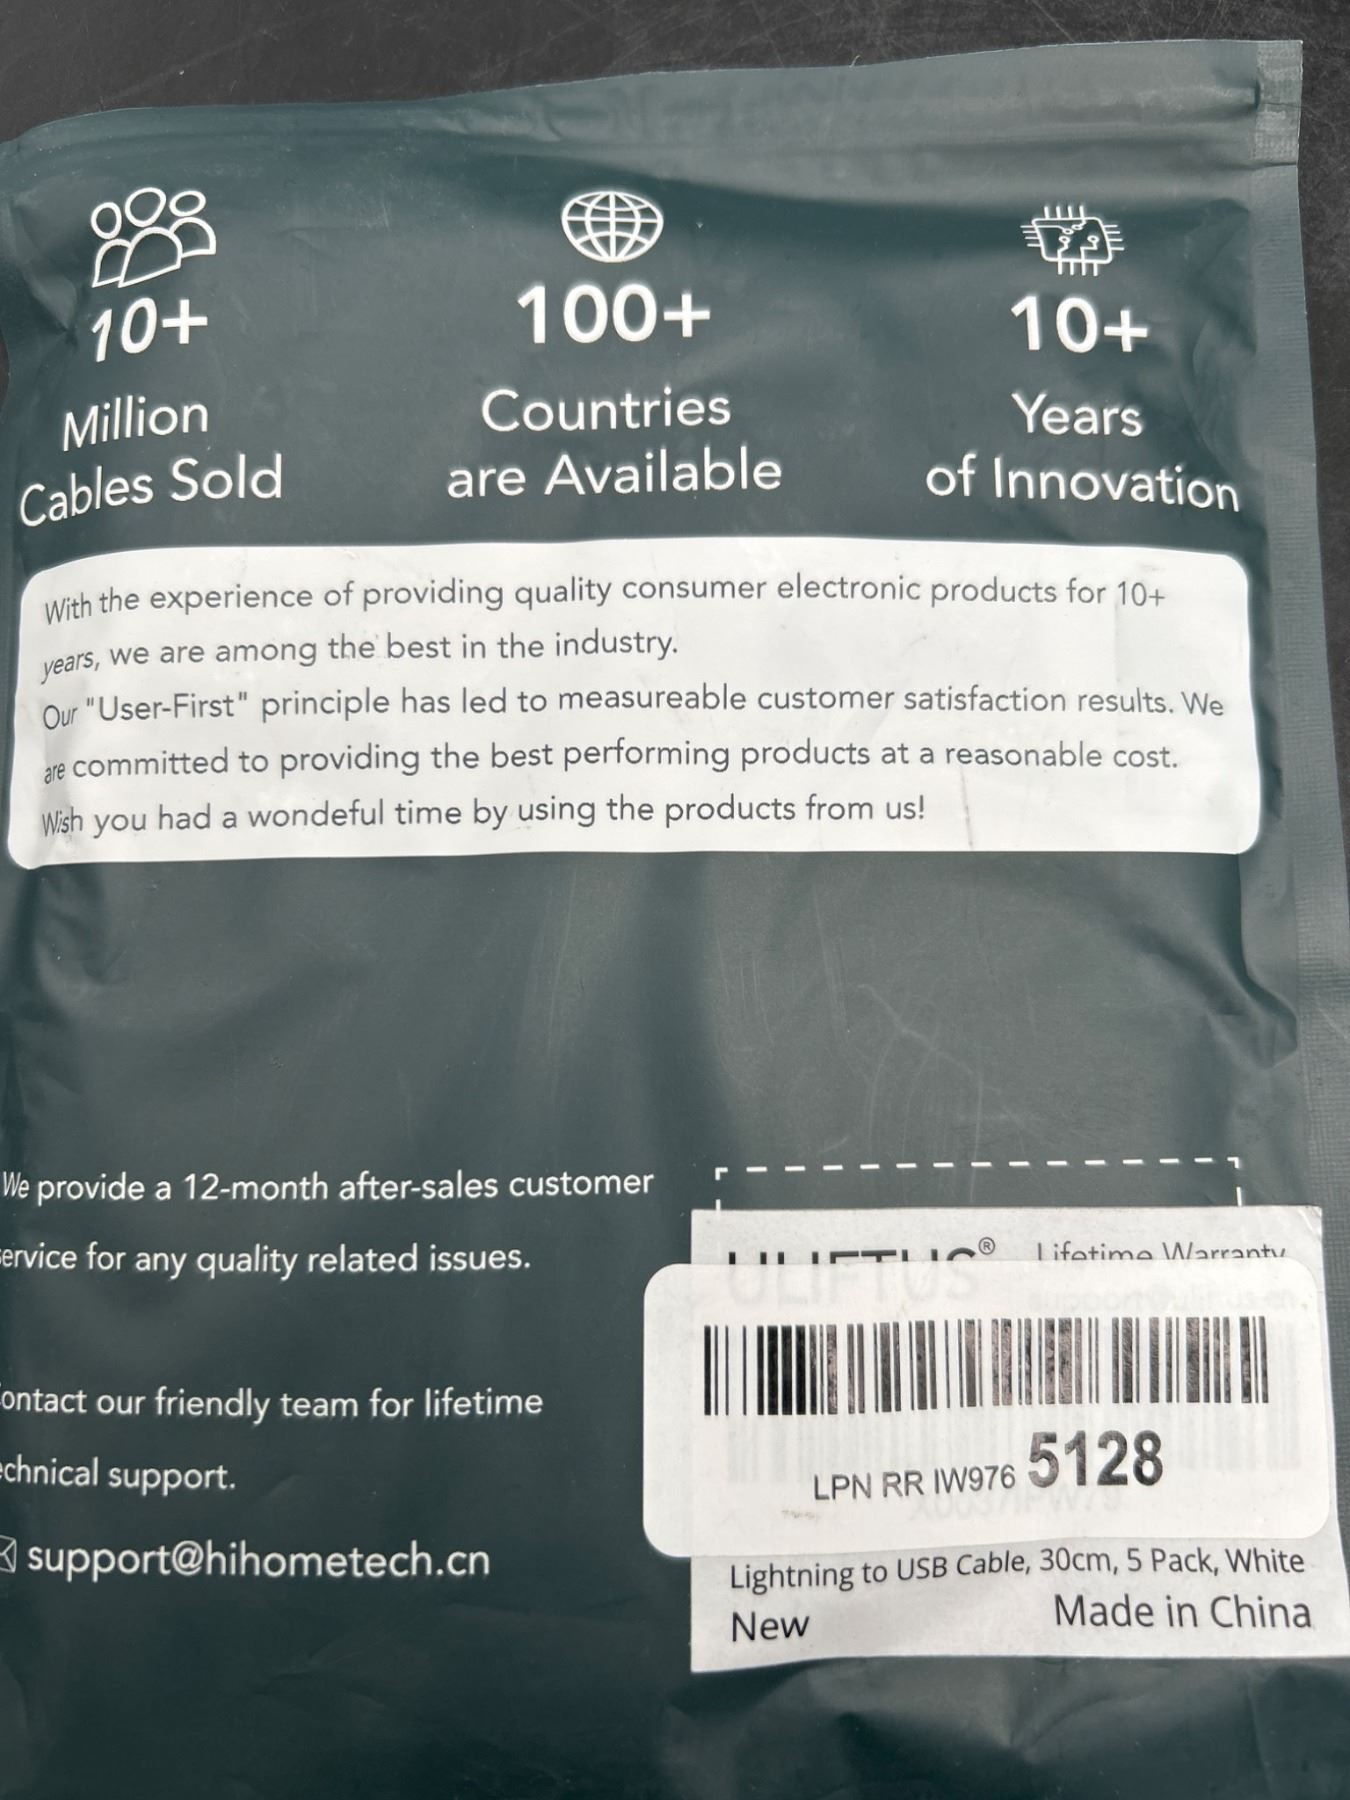 10+
Million
Cables Sold
100+
Countries
are Available
10+
Years
of Innovation
With the experience of providing quality consumer electronic products for 10+
years, we are among the best in the industry.
Our "User-First" principle has led to measureable customer satisfaction results. We
are committed to providing the best performing products at a reasonable cost.
Wish you had a wondeful time by using the products from us!
We provide a 12-month after-sales customer
ervice for any quality related issues.
ontact our friendly team for lifetime
chnical support.
support@hihometech.cn
ULIFTUS® Lifetime Warranty
support@uliftus.cn
LPN RR IW976 5128
Lightning to USB Cable, 30cm, 5 Pack, White
New
Made in China